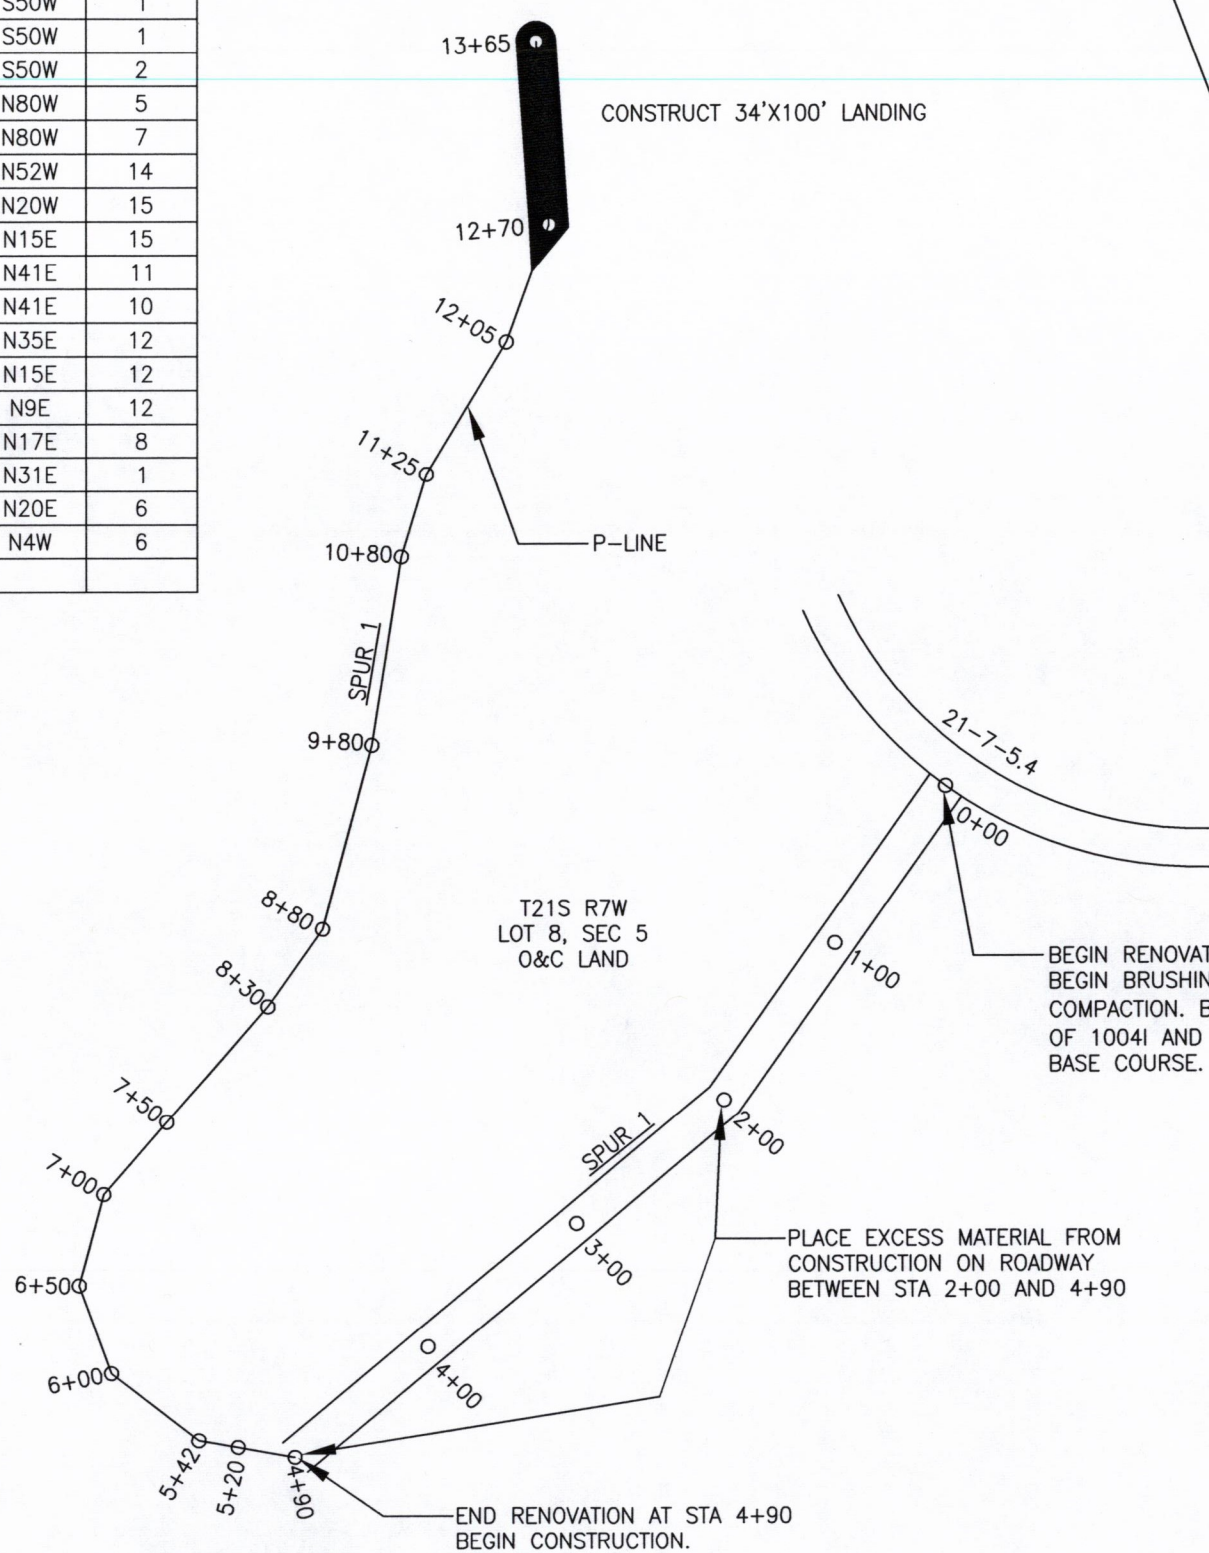 S50W 1
S50W 1
S50W 2
N80W 5
N80W 7
N52W 14
N20W 15
N15E 15
N41E 11
N41E 10
N35E 12
N15E 12
N9E 12
N17E 8
N31E 1
N20E 6
N4W 6
13+65
CONSTRUCT 34'X100' LANDING
12+70
12+05
11+25
P-LINE
10+80
SPUR 1
9+80
21-7-5.4
0+00
8+80
T21S R7W
LOT 8, SEC 5
O&C LAND
8+30
1+00
BEGIN RENOVAT
BEGIN BRUSHIN
COMPACTION. B
OF 1004I AND
BASE COURSE.
7+50
2+00
SPUR 1
7+00
3+00
PLACE EXCESS MATERIAL FROM
CONSTRUCTION ON ROADWAY
BETWEEN STA 2+00 AND 4+90
6+50
6+00
4+00
5+42
5+20
4+90
END RENOVATION AT STA 4+90
BEGIN CONSTRUCTION.